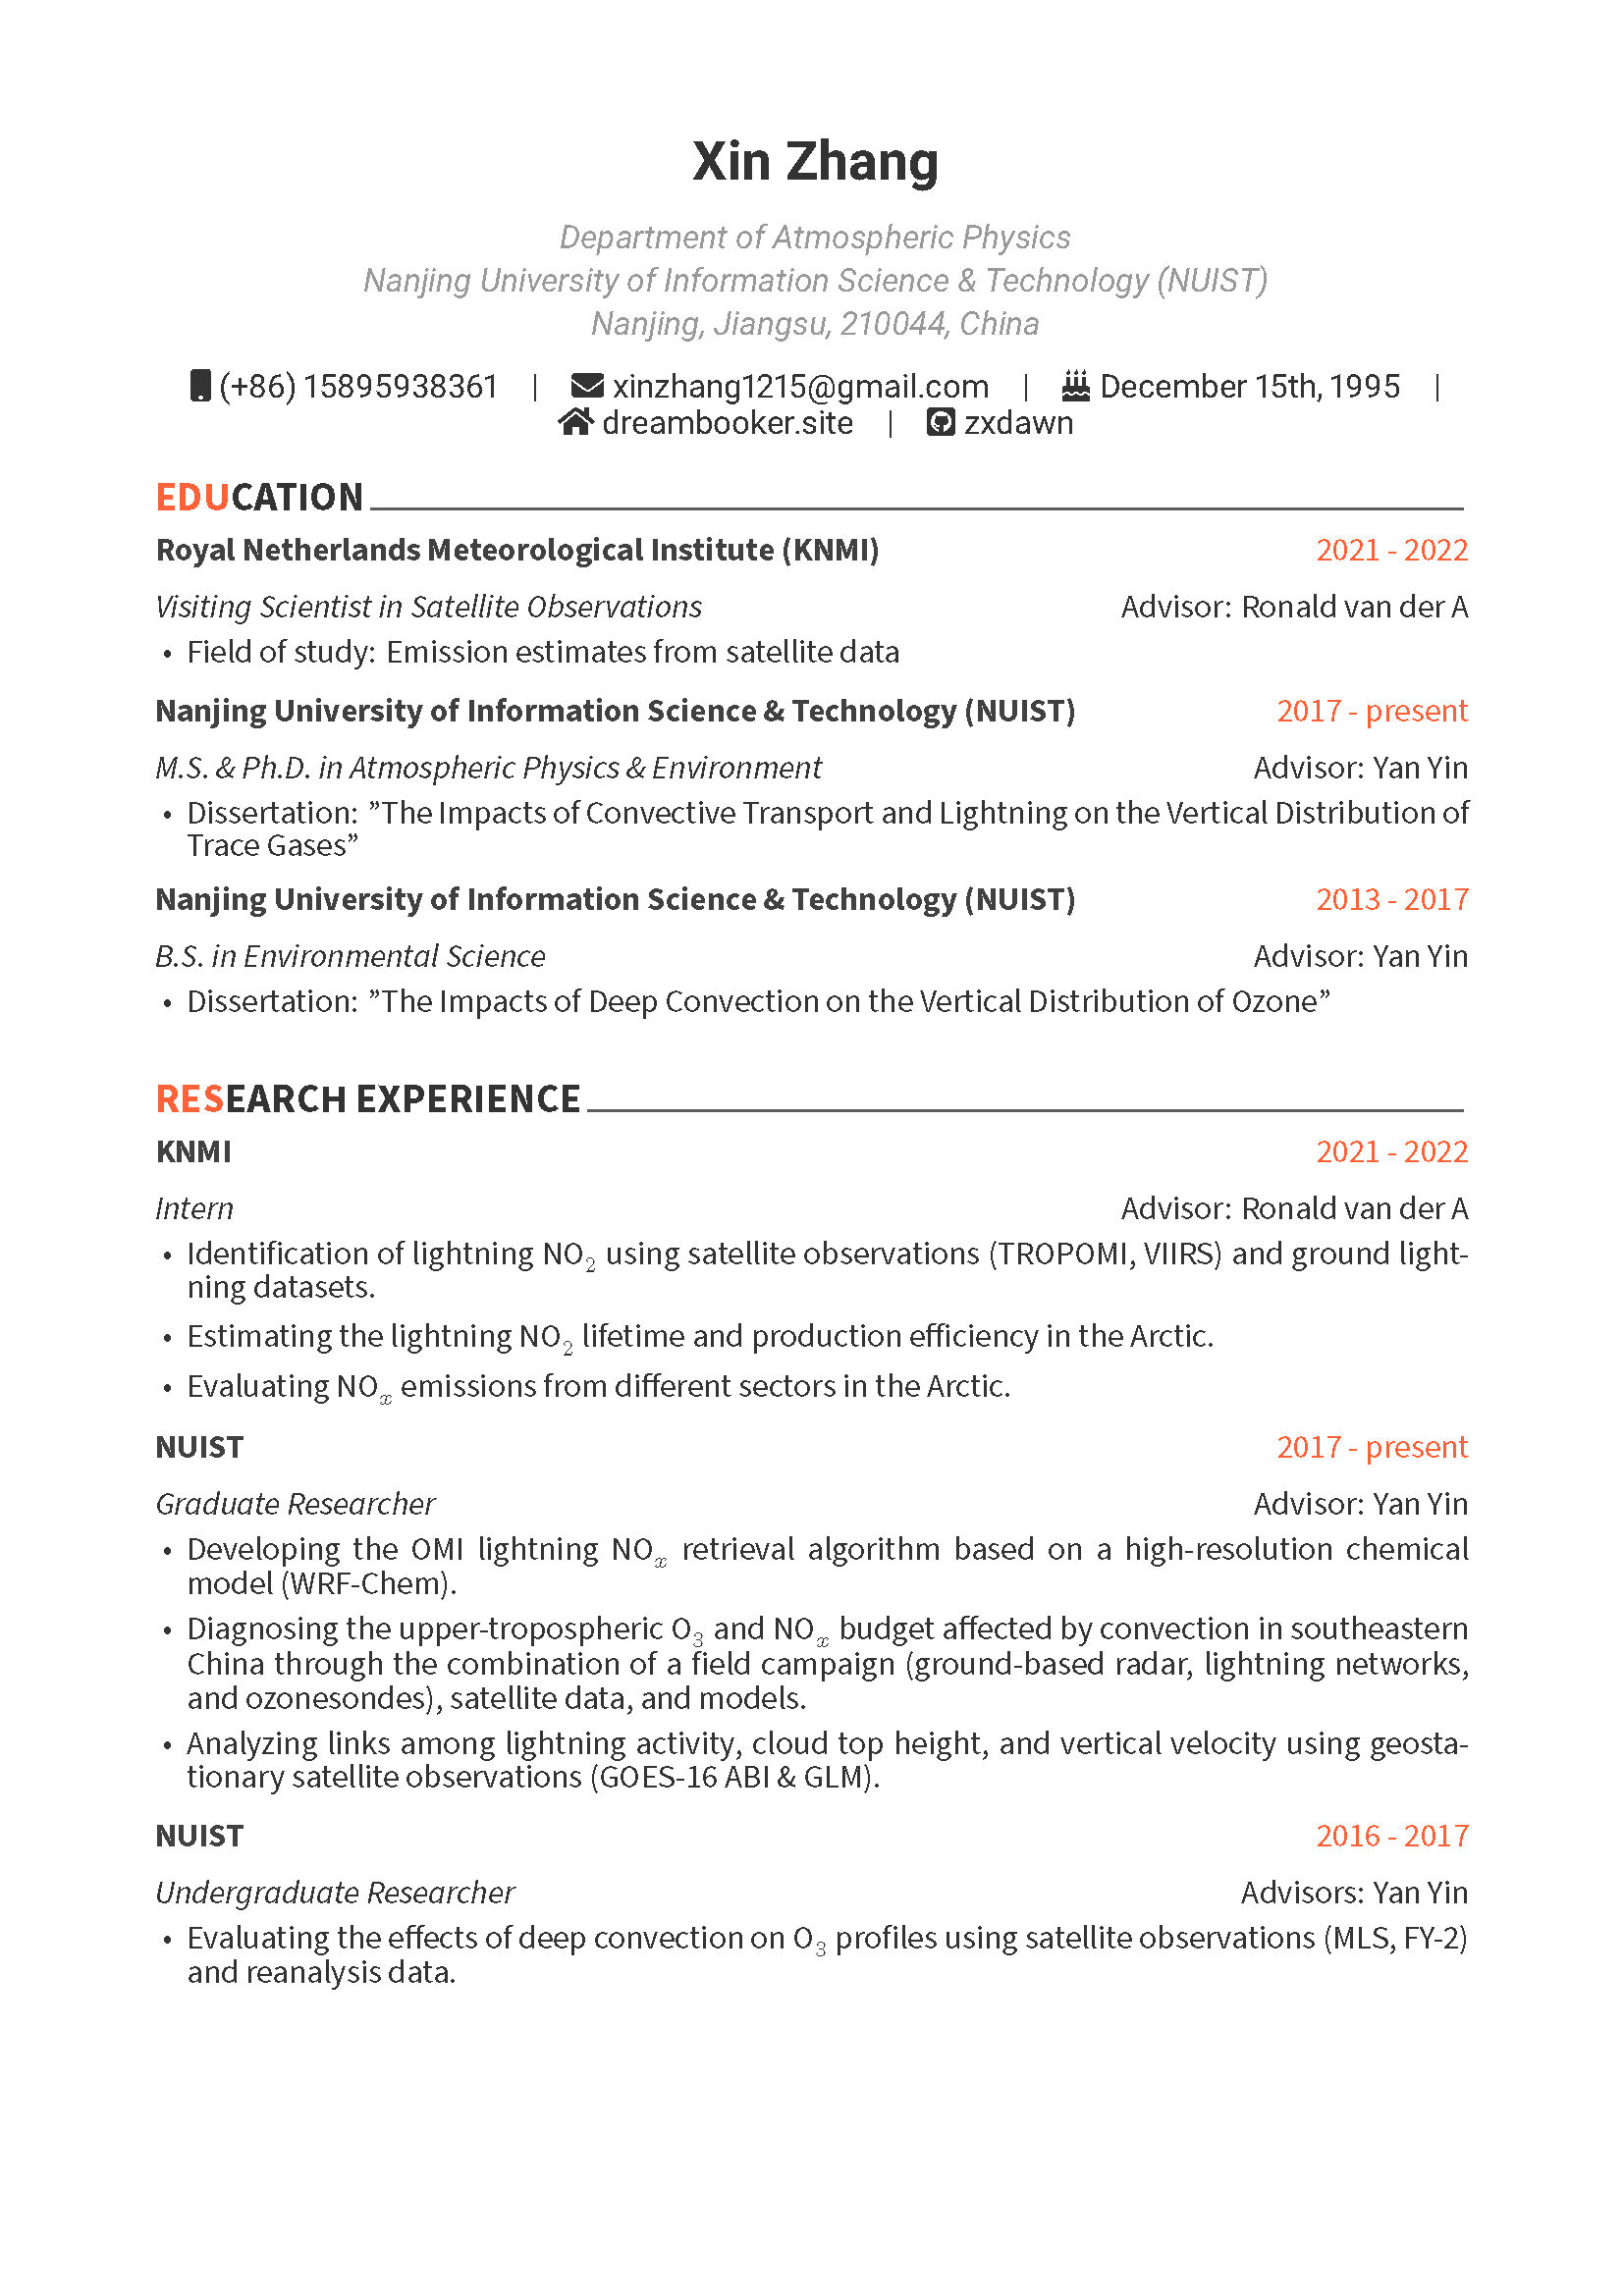 Xin Zhang
Department of Atmospheric Physics
Nanjing University of Information Science & Technology (NUIST)
Nanjing, Jiangsu, 210044, China
(+86) 15895938361 | xinzhang1215@gmail.com | December 15th, 1995 |
dreambooker.site | zxdawn
EDUCATION
Royal Netherlands Meteorological Institute (KNMI) 2021 - 2022
Visiting Scientist in Satellite Observations Advisor: Ronald van der A
• Field of study: Emission estimates from satellite data
Nanjing University of Information Science & Technology (NUIST) 2017 - present
M.S. & Ph.D. in Atmospheric Physics & Environment Advisor: Yan Yin
• Dissertation: ”The Impacts of Convective Transport and Lightning on the Vertical Distribution of
Trace Gases”
Nanjing University of Information Science & Technology (NUIST) 2013 - 2017
B.S. in Environmental Science Advisor: Yan Yin
• Dissertation: ”The Impacts of Deep Convection on the Vertical Distribution of Ozone”
RESEARCH EXPERIENCE
KNMI 2021 - 2022
Intern Advisor: Ronald van der A
• Identification of lightning NO₂ using satellite observations (TROPOMI, VIIRS) and ground light-
ning datasets.
• Estimating the lightning NO₂ lifetime and production efficiency in the Arctic.
• Evaluating NOₓ emissions from different sectors in the Arctic.
NUIST 2017 - present
Graduate Researcher Advisor: Yan Yin
• Developing the OMI lightning NOₓ retrieval algorithm based on a high-resolution chemical
model (WRF-Chem).
• Diagnosing the upper-tropospheric O₃ and NOₓ budget affected by convection in southeastern
China through the combination of a field campaign (ground-based radar, lightning networks,
and ozonesondes), satellite data, and models.
• Analyzing links among lightning activity, cloud top height, and vertical velocity using geosta-
tionary satellite observations (GOES-16 ABI & GLM).
NUIST 2016 - 2017
Undergraduate Researcher Advisors: Yan Yin
• Evaluating the effects of deep convection on O₃ profiles using satellite observations (MLS, FY-2)
and reanalysis data.